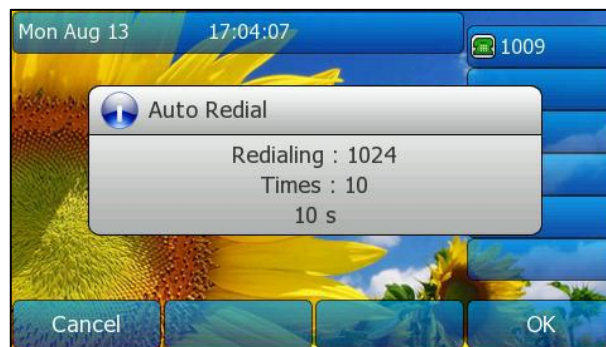 Mon Aug 13 17:04:07
1009
Auto Redial
Redialing : 1024
Times : 10
10 s
Cancel OK